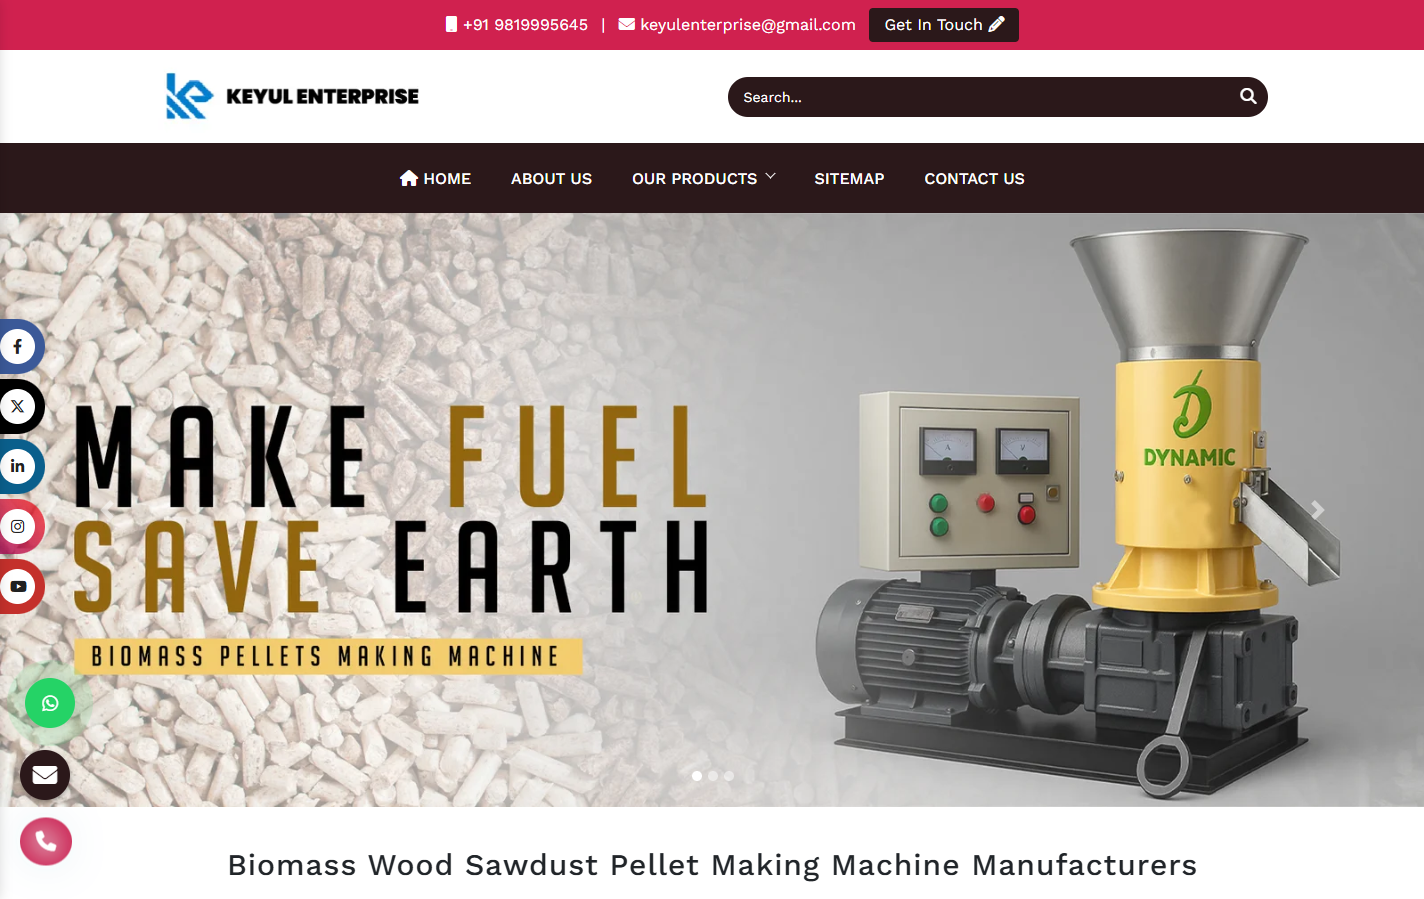 +91 9819995645 | keyulenterprise@gmail.com Get In Touch
KEYUL ENTERPRISE
Search...
HOME ABOUT US OUR PRODUCTS SITEMAP CONTACT US
MAKE FUEL
SAVE EARTH
BIOMASS PELLETS MAKING MACHINE
A
V
DYNAMIC
Biomass Wood Sawdust Pellet Making Machine Manufacturers